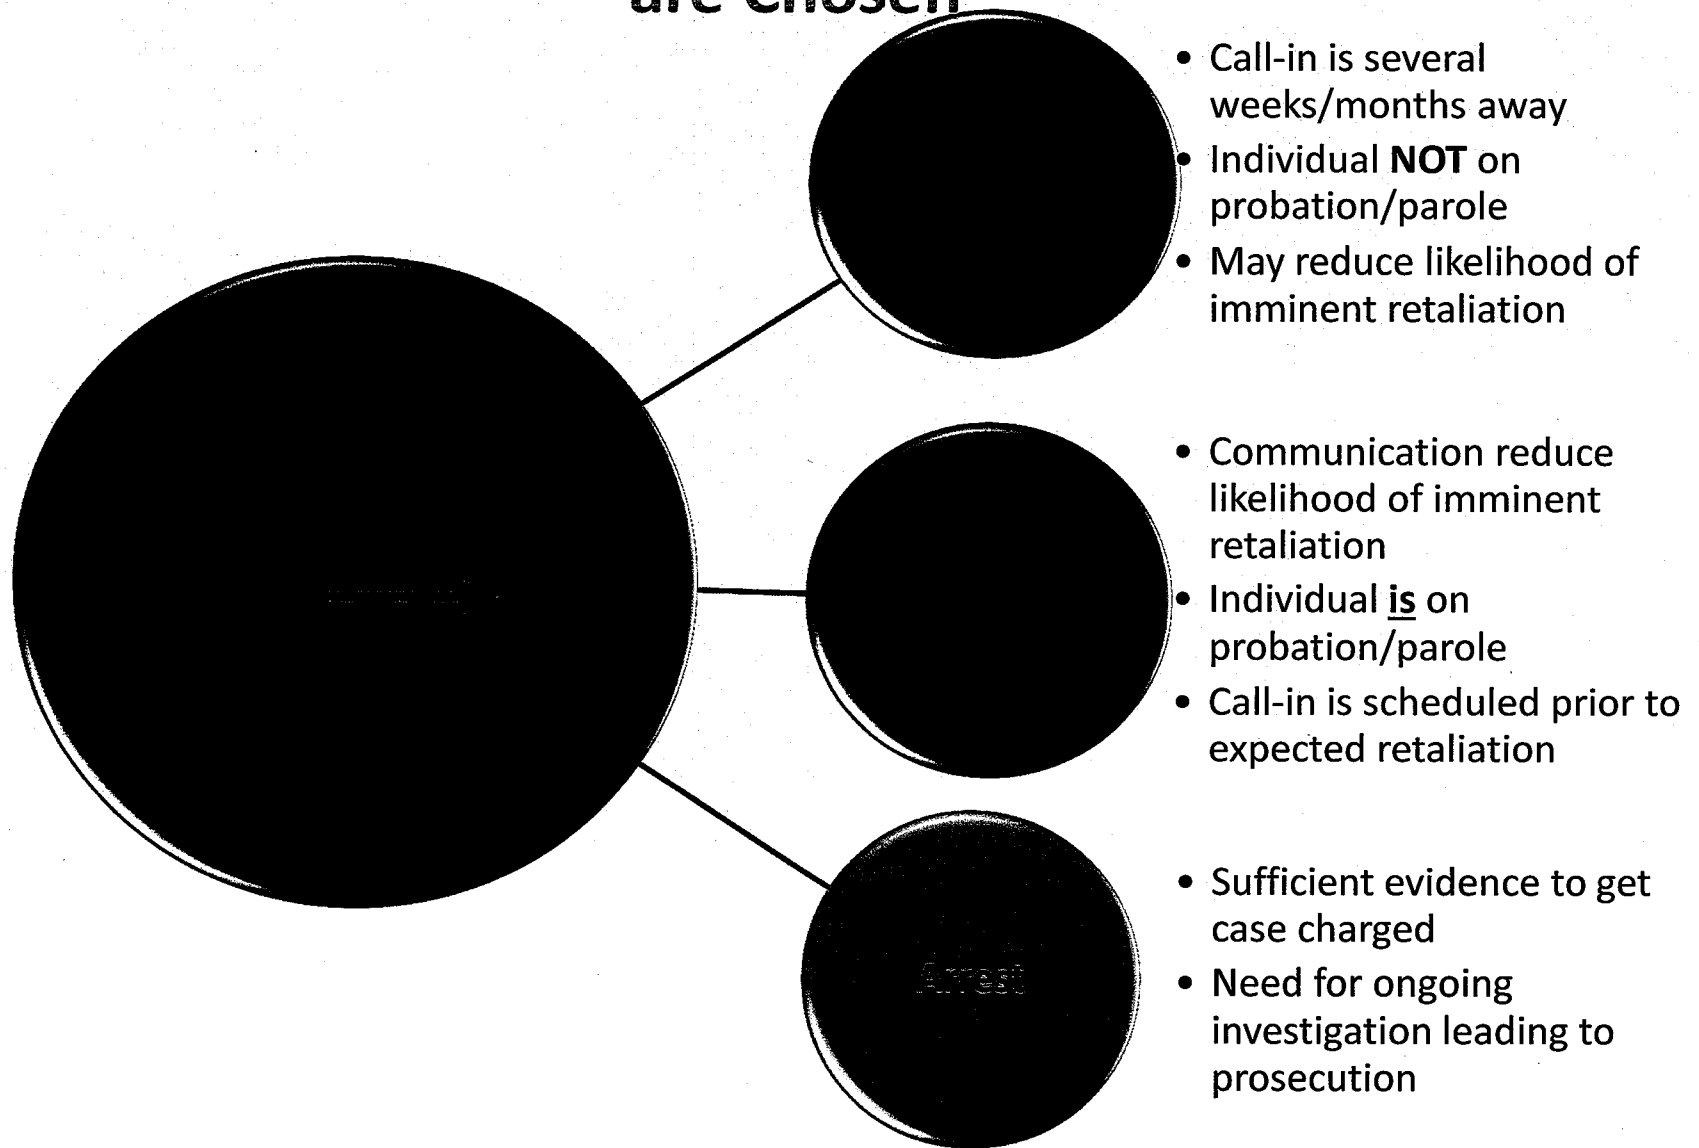 are Chosen
• Call-in is several
weeks/months away
• Individual NOT on
probation/parole
• May reduce likelihood of
imminent retaliation
• Communication reduce
likelihood of imminent
retaliation
• Individual is on
probation/parole
• Call-in is scheduled prior to
expected retaliation
Arrest
• Sufficient evidence to get
case charged
• Need for ongoing
investigation leading to
prosecution